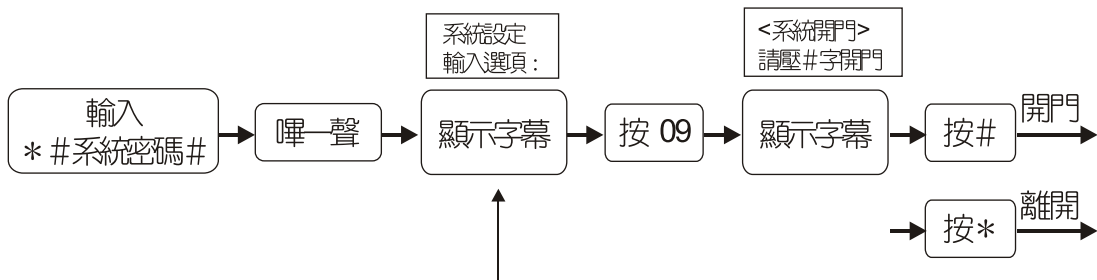 系統設定
輸入選項：
<系統開門>
請壓#字開門
輸入
＊#系統密碼#
嗶一聲
顯示字幕
按 09
顯示字幕
按#
開門
按＊
離開